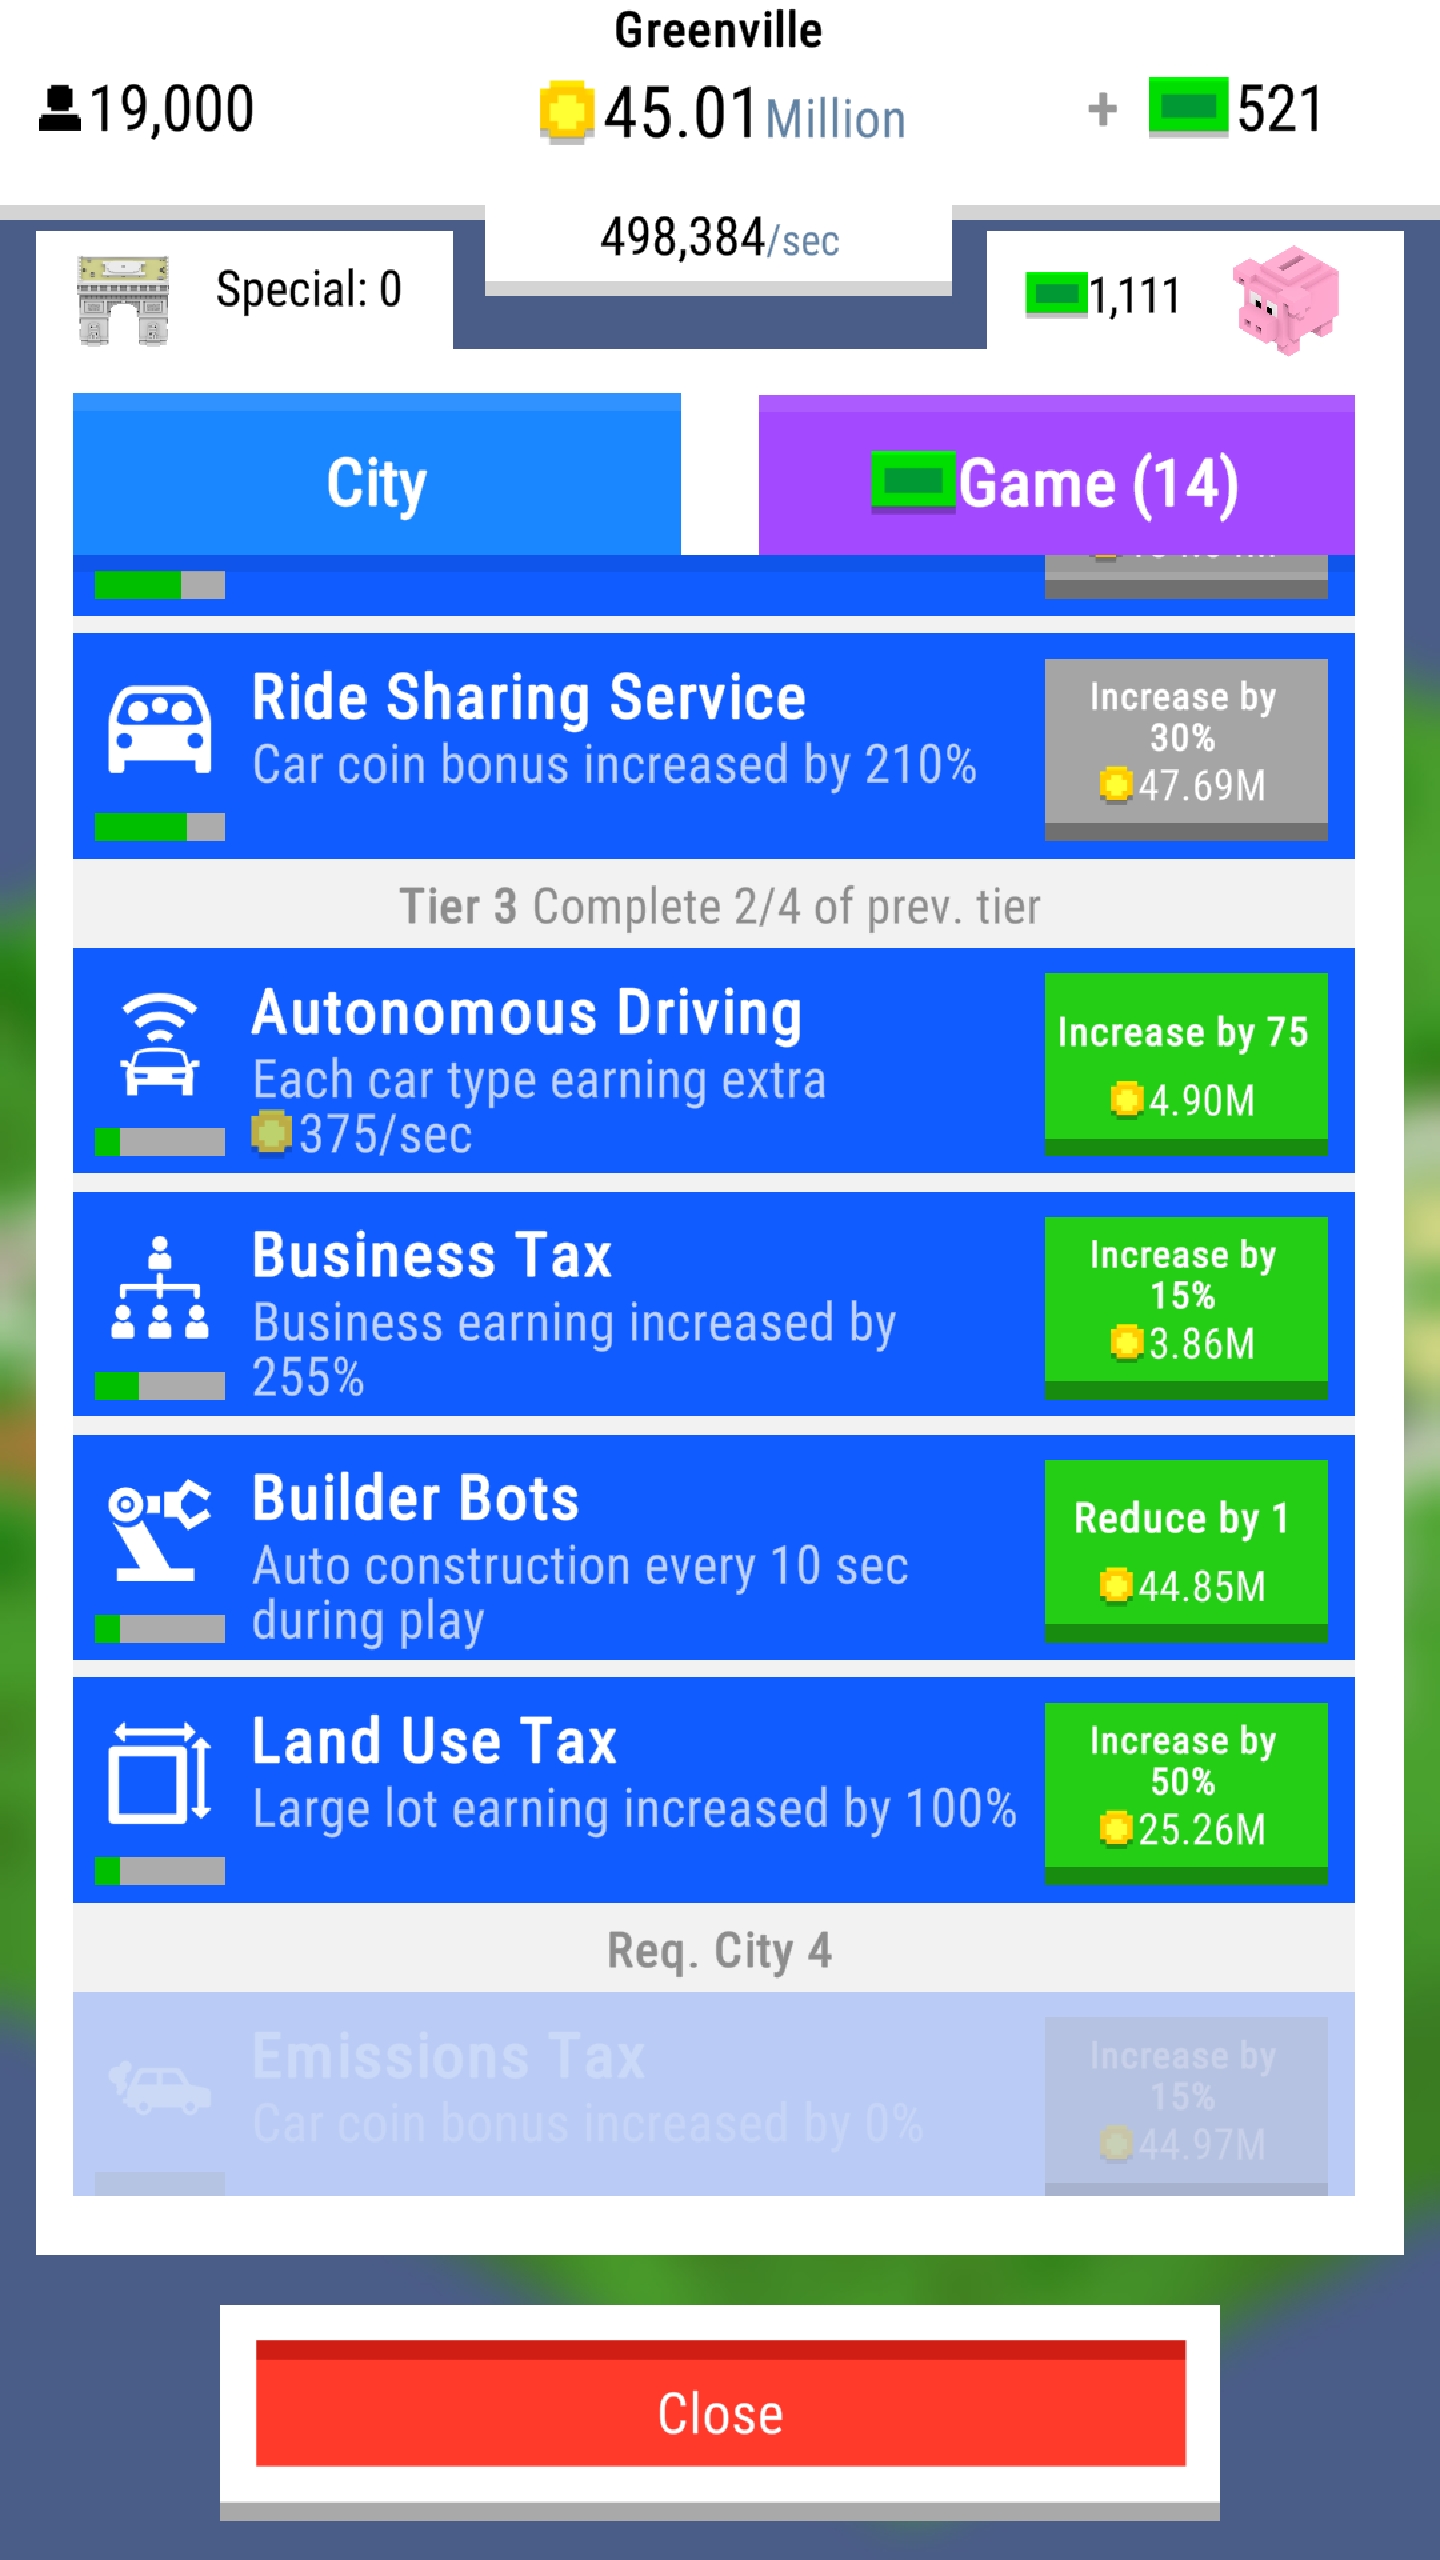 Greenville
19,000
45.01 Million
+ 521
498,384/sec
Special: 0
1,111
City
Game (14)
Ride Sharing Service
Car coin bonus increased by 210%
Increase by
30%
47.69M
Tier 3 Complete 2/4 of prev. tier
Autonomous Driving
Each car type earning extra
375/sec
Increase by 75
4.90M
Business Tax
Business earning increased by
255%
Increase by
15%
3.86M
Builder Bots
Auto construction every 10 sec
during play
Reduce by 1
44.85M
Land Use Tax
Large lot earning increased by 100%
Increase by
50%
25.26M
Req. City 4
Emissions Tax
Car coin bonus increased by 0%
Increase by
15%
44.97M
Close